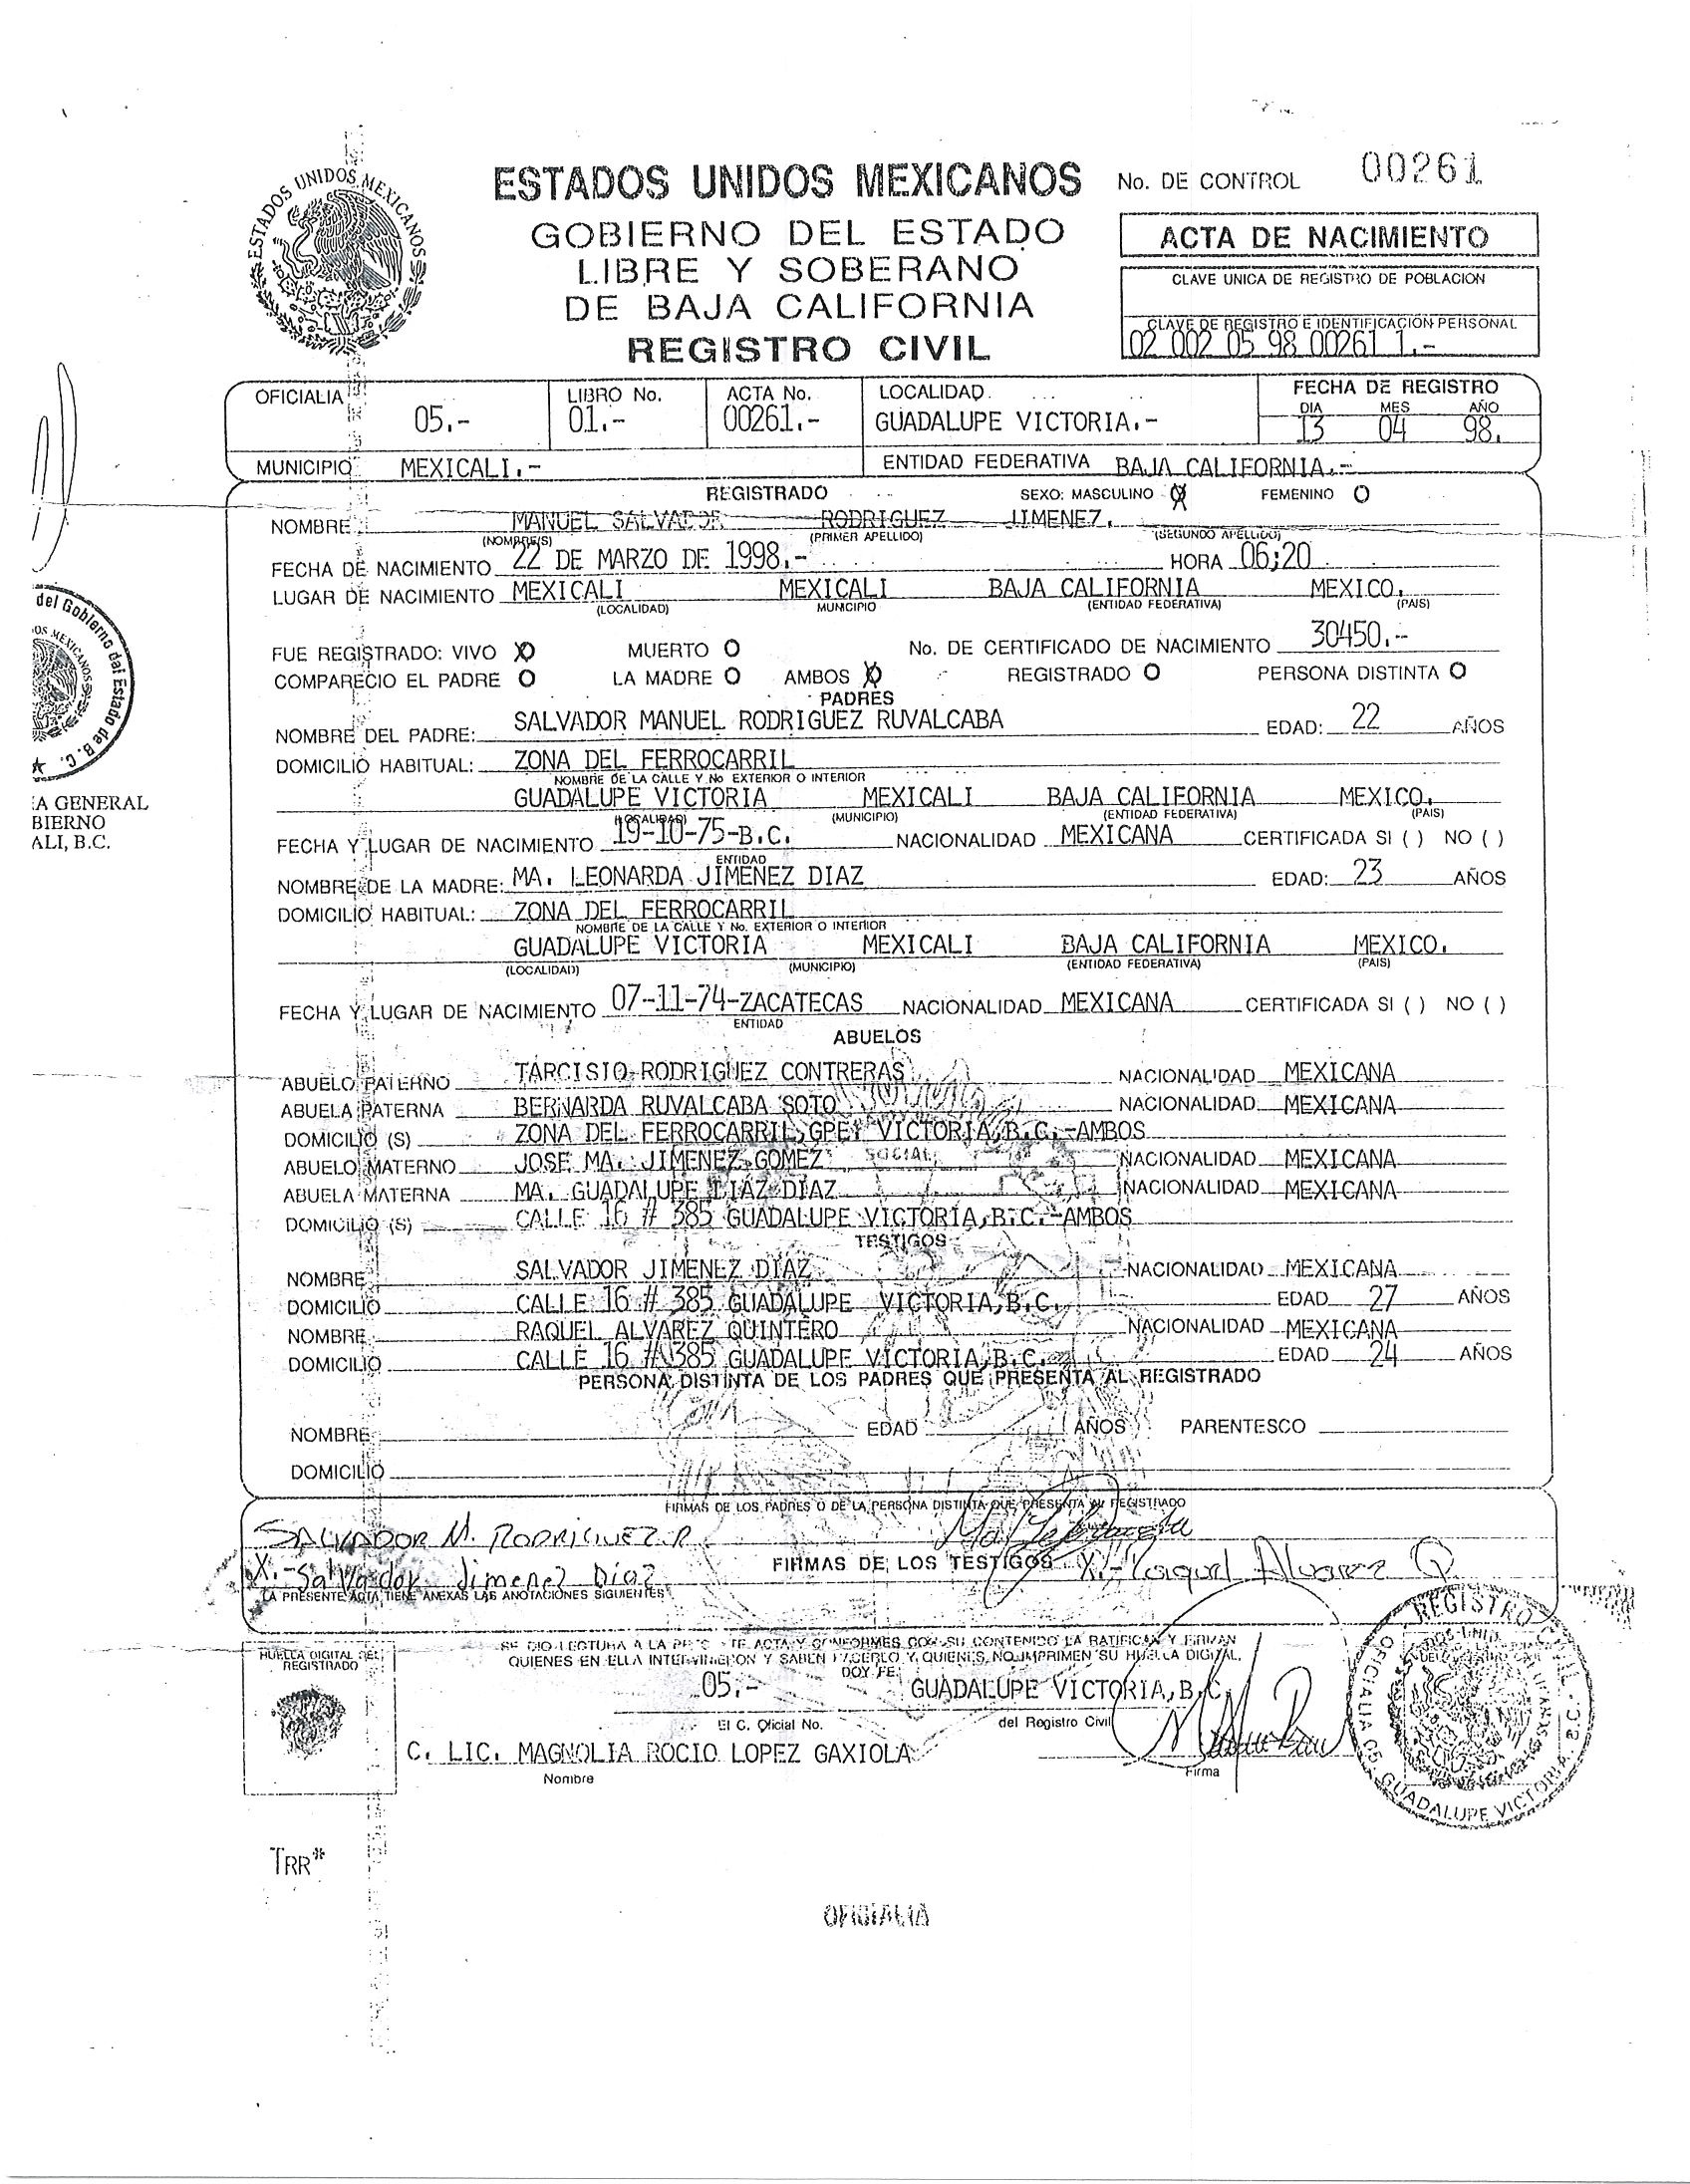 ESTADOS UNIDOS MEXICANOS
ESTADOS UNIDOS MEXICANOS No. DE CONTROL 00261
GOBIERNO DEL ESTADO
LIBRE Y SOBERANO
DE BAJA CALIFORNIA
REGISTRO CIVIL
ACTA DE NACIMIENTO
CLAVE UNICA DE REGISTRO DE POBLACION
CLAVE DE REGISTRO E IDENTIFICACION PERSONAL
02 002 05 98 00261 1.-
OFICIALIA 05.- LIBRO No. 01.- ACTA No. 00261.- LOCALIDAD GUADALUPE VICTORIA.- FECHA DE REGISTRO
DIA MES AÑO
13 04 98.
MUNICIPIO MEXICALI.- ENTIDAD FEDERATIVA BAJA CALIFORNIA.-
REGISTRADO SEXO: MASCULINO X FEMENINO O
NOMBRE MANUEL SALVADOR RODRIGUEZ JIMENEZ.
(NOMBRE(S) (PRIMER APELLIDO) (SEGUNDO APELLIDO)
FECHA DE NACIMIENTO 22 DE MARZO DE 1998.- HORA 06;20
LUGAR DE NACIMIENTO MEXICALI MEXICALI BAJA CALIFORNIA MEXICO.
(LOCALIDAD) MUNICIPIO (ENTIDAD FEDERATIVA) (PAIS)
FUE REGISTRADO: VIVO X MUERTO O No. DE CERTIFICADO DE NACIMIENTO 30450.-
COMPARECIO EL PADRE O LA MADRE O AMBOS X REGISTRADO O PERSONA DISTINTA O
PADRES
NOMBRE DEL PADRE: SALVADOR MANUEL RODRIGUEZ RUVALCABA EDAD: 22 AÑOS
DOMICILIO HABITUAL: ZONA DEL FERROCARRIL
NOMBRE DE LA CALLE Y No EXTERIOR O INTERIOR
GUADALUPE VICTORIA MEXICALI BAJA CALIFORNIA MEXICO.
(LOCALIDAD) (MUNICIPIO) (ENTIDAD FEDERATIVA) (PAIS)
FECHA Y LUGAR DE NACIMIENTO 19-10-75-B.C. NACIONALIDAD MEXICANA CERTIFICADA SI ( ) NO ( )
ENTIDAD
NOMBRE DE LA MADRE: MA. LEONARDA JIMENEZ DIAZ EDAD: 23 AÑOS
DOMICILIO HABITUAL: ZONA DEL FERROCARRIL
NOMBRE DE LA CALLE Y No. EXTERIOR O INTERIOR
GUADALUPE VICTORIA MEXICALI BAJA CALIFORNIA MEXICO.
(LOCALIDAD) (MUNICIPIO) (ENTIDAD FEDERATIVA) (PAIS)
FECHA Y LUGAR DE NACIMIENTO 07-11-74-ZACATECAS NACIONALIDAD MEXICANA CERTIFICADA SI ( ) NO ( )
ENTIDAD
ABUELOS
ABUELO PATERNO TARCISIO RODRIGUEZ CONTRERAS NACIONALIDAD MEXICANA
ABUELA PATERNA BERNARDA RUVALCABA SOTO NACIONALIDAD MEXICANA
DOMICILIO (S) ZONA DEL FERROCARRIL, GPE. VICTORIA, B.C.-AMBOS
ABUELO MATERNO JOSE MA. JIMENEZ GOMEZ NACIONALIDAD MEXICANA
ABUELA MATERNA MA. GUADALUPE DIAZ DIAZ NACIONALIDAD MEXICANA
DOMICILIO (S) CALLE 16 # 385 GUADALUPE VICTORIA, B.C.-AMBOS
TESTIGOS
NOMBRE SALVADOR JIMENEZ DIAZ NACIONALIDAD MEXICANA
DOMICILIO CALLE 16 # 385 GUADALUPE VICTORIA, B.C. EDAD 27 AÑOS
NOMBRE RAQUEL ALVAREZ QUINTERO NACIONALIDAD MEXICANA
DOMICILIO CALLE 16 # 385 GUADALUPE VICTORIA, B.C. EDAD 24 AÑOS
PERSONA DISTINTA DE LOS PADRES QUE PRESENTA AL REGISTRADO
NOMBRE EDAD AÑOS PARENTESCO
DOMICILIO
FIRMAS DE LOS PADRES O DE LA PERSONA DISTINTA QUE PRESENTA AL REGISTRADO
SALVADOR M. RODRIGUEZ R.
X.- Salvador Jimenez Diaz FIRMAS DE LOS TESTIGOS X.- Raquel Alvarez Q.
LA PRESENTE ACTA TIENE ANEXAS LAS ANOTACIONES SIGUIENTES
HUELLA DIGITAL DEL REGISTRADO
SE DIO LECTURA A LA PRESENTE ACTA Y CONFORMES CON SU CONTENIDO LA RATIFICAN Y FIRMAN
QUIENES EN ELLA INTERVINIERON Y SABEN HACERLO Y QUIENES NO IMPRIMEN SU HUELLA DIGITAL.
DOY FE.
05.- GUADALUPE VICTORIA, B.C.
El C. Oficial No. del Registro Civil
C. LIC. MAGNOLIA ROCIO LOPEZ GAXIOLA
Nombre Firma
REGISTRO CIVIL
OFICIALIA 05 GUADALUPE VICTORIA, B.C.
TRR*
OFICIALIA
del Gobierno del Estado de B.C.
A GENERAL
BIERNO
ALI, B.C.